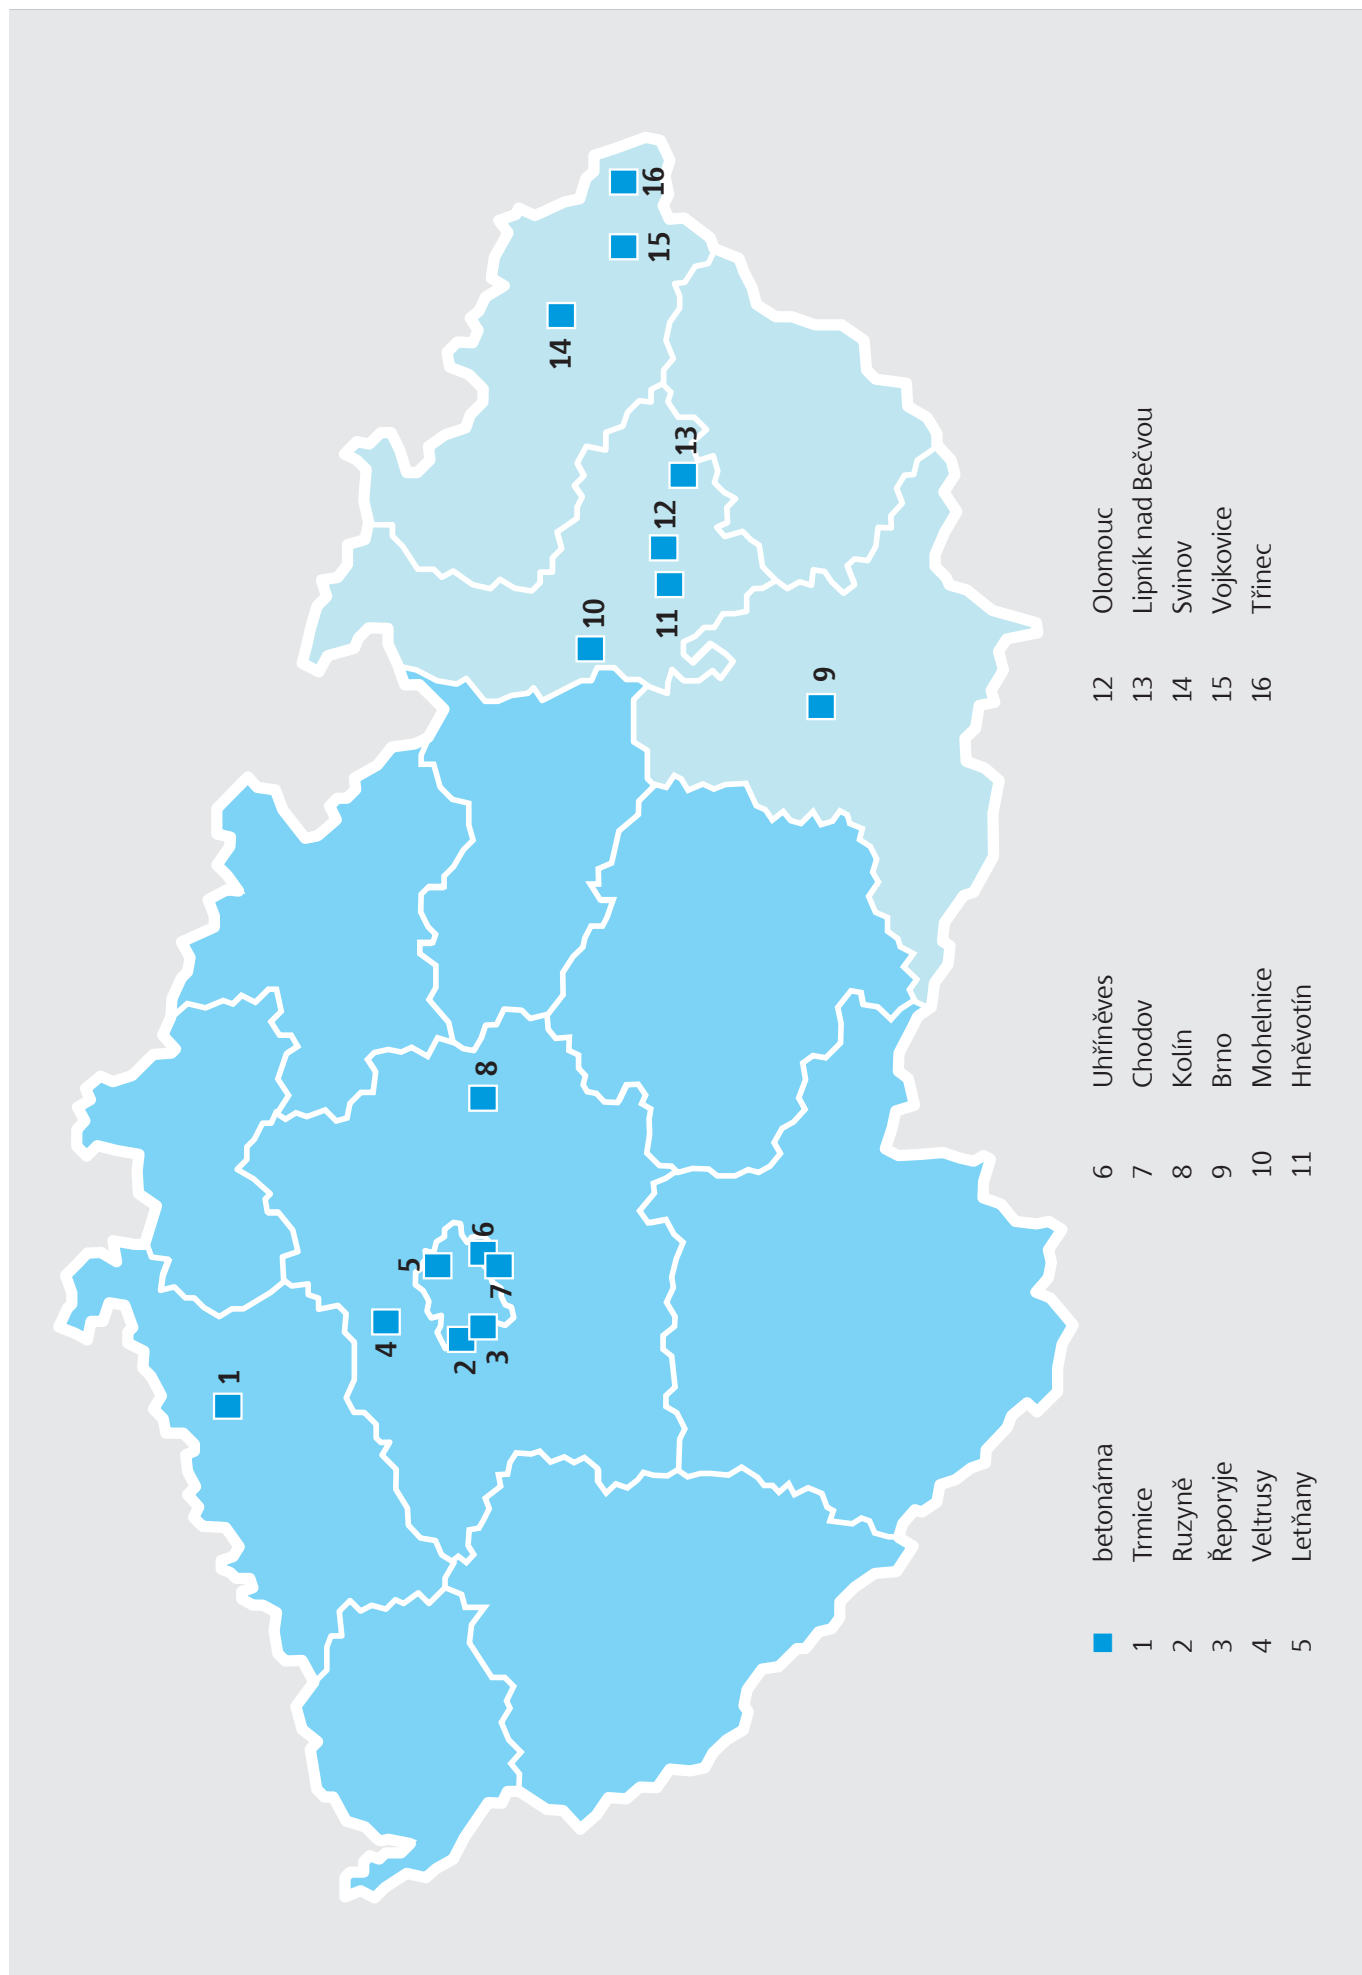 1
2
3
4
5
6
7
8
9
10
11
12
13
14
15
16
betonárna
1 Trmice
2 Ruzyně
3 Řeporyje
4 Veltrusy
5 Letňany
6 Uhříněves
7 Chodov
8 Kolín
9 Brno
10 Mohelnice
11 Hněvotín
12 Olomouc
13 Lipník nad Bečvou
14 Svinov
15 Vojkovice
16 Třinec